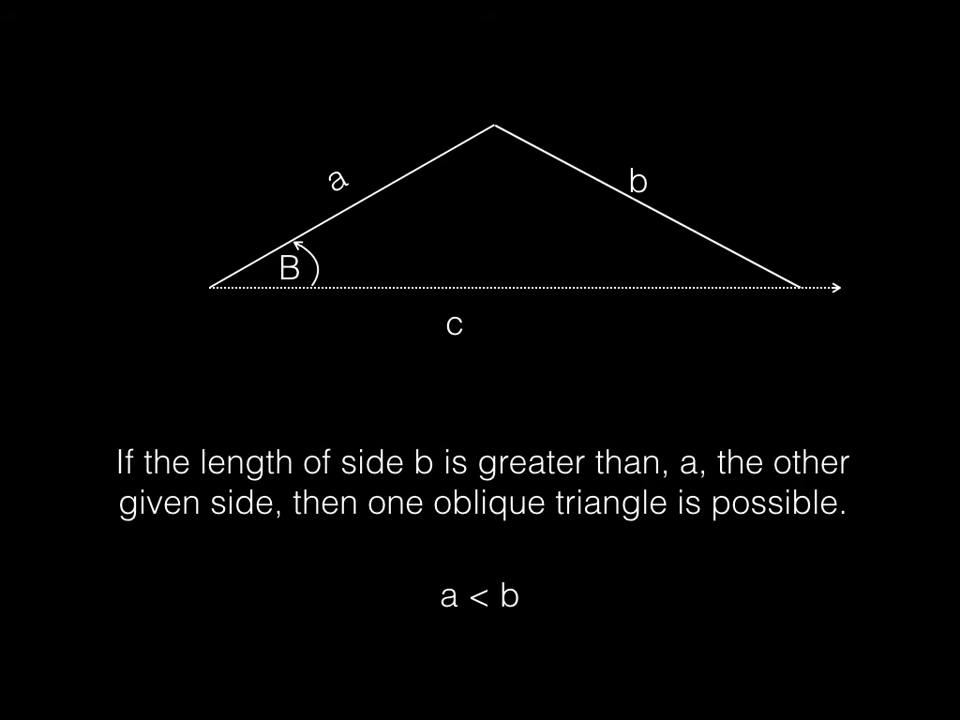 a
b
B
c
If the length of side b is greater than, a, the other
given side, then one oblique triangle is possible.
a < b